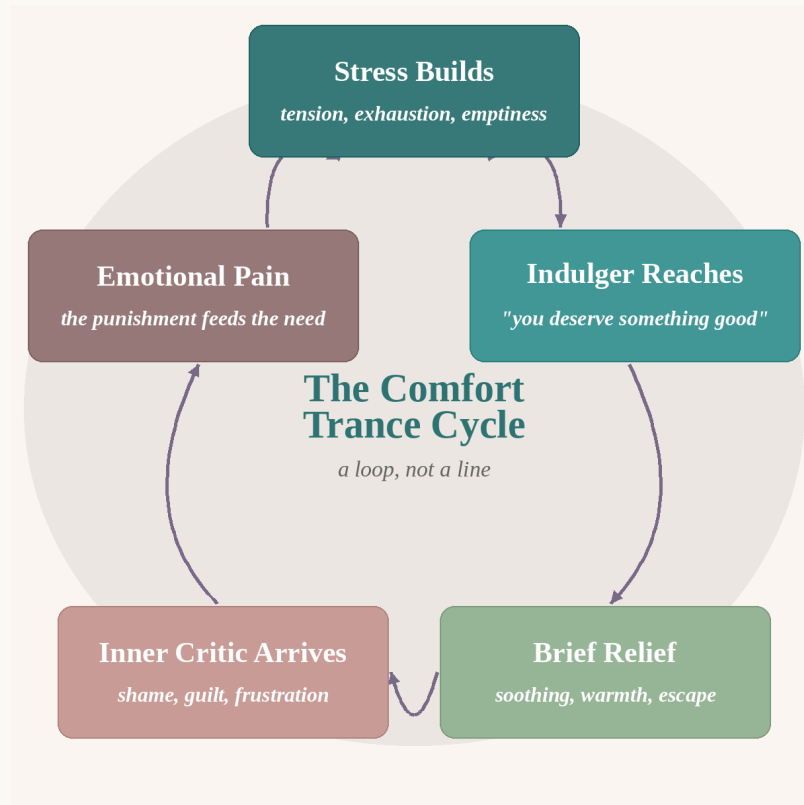 Stress Builds
tension, exhaustion, emptiness
Emotional Pain
the punishment feeds the need
Indulger Reaches
"you deserve something good"
The Comfort
Trance Cycle
a loop, not a line
Inner Critic Arrives
shame, guilt, frustration
Brief Relief
soothing, warmth, escape